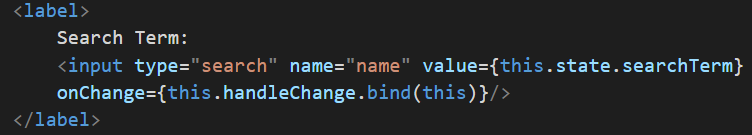 <label>
Search Term:
<input type="search" name="name" value={this.state.searchTerm}
onChange={this.handleChange.bind(this)}/>
</label>